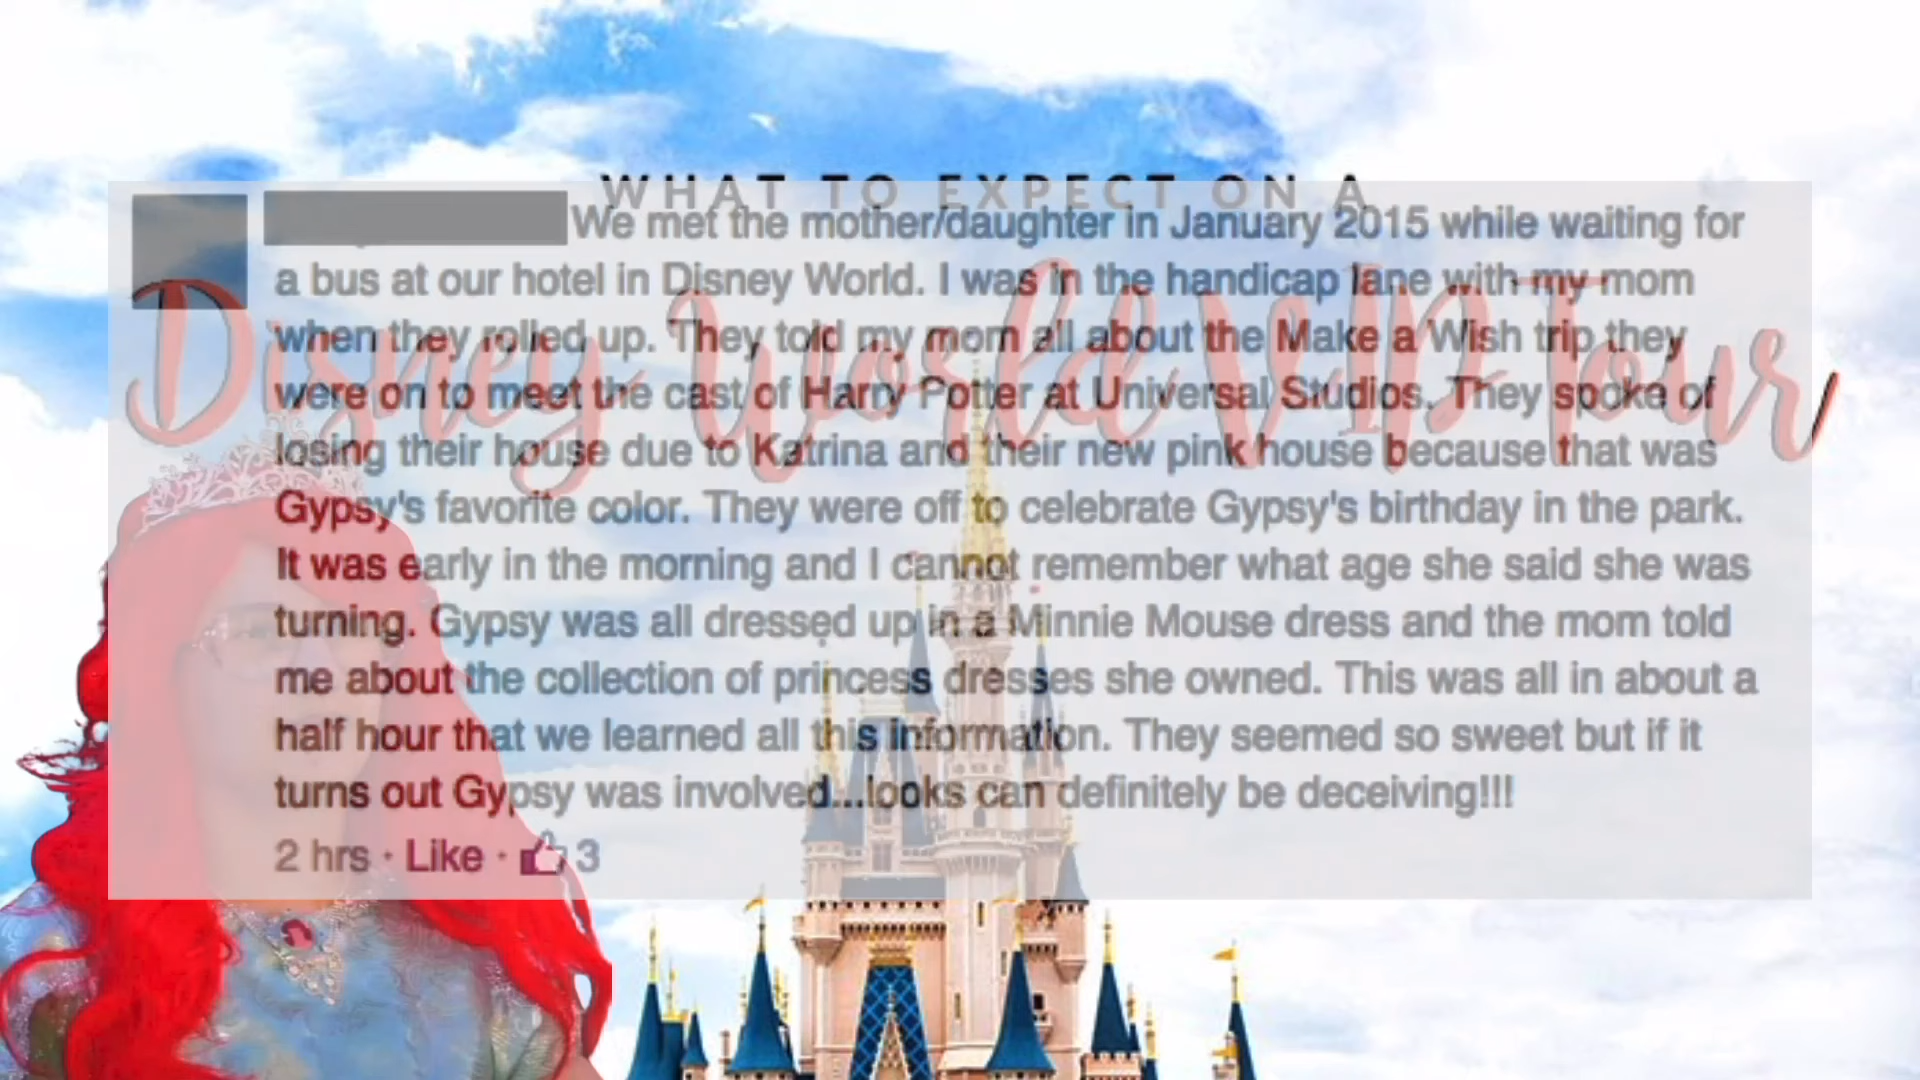 WHAT TO EXPECT ON A
Disney World VIP Tour
We met the mother/daughter in January 2015 while waiting for
a bus at our hotel in Disney World. I was in the handicap lane with my mom
when they rolled up. They told my mom all about the Make a Wish trip they
were on to meet the cast of Harry Potter at Universal Studios. They spoke of
losing their house due to Katrina and their new pink house because that was
Gypsy's favorite color. They were off to celebrate Gypsy's birthday in the park.
It was early in the morning and I cannot remember what age she said she was
turning. Gypsy was all dressed up in a Minnie Mouse dress and the mom told
me about the collection of princess dresses she owned. This was all in about a
half hour that we learned all this information. They seemed so sweet but if it
turns out Gypsy was involved...looks can definitely be deceiving!!!
2 hrs · Like · 3